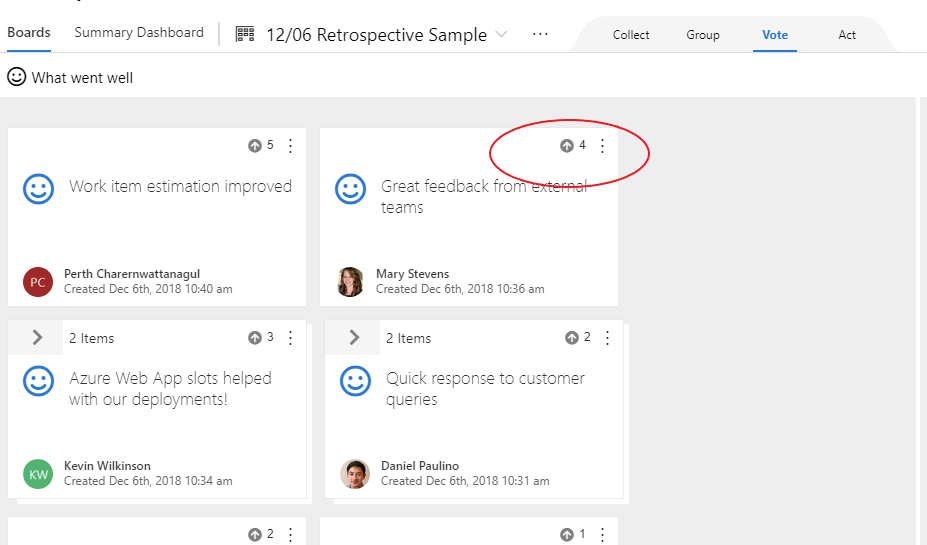 Boards Summary Dashboard 12/06 Retrospective Sample ... Collect Group Vote Act
What went well
5
Work item estimation improved
PC
Perth Charernwattanagul
Created Dec 6th, 2018 10:40 am
4
Great feedback from external
teams
Mary Stevens
Created Dec 6th, 2018 10:36 am
2 Items 3
Azure Web App slots helped
with our deployments!
KW
Kevin Wilkinson
Created Dec 6th, 2018 10:34 am
2 Items 2
Quick response to customer
queries
Daniel Paulino
Created Dec 6th, 2018 10:31 am
2
1